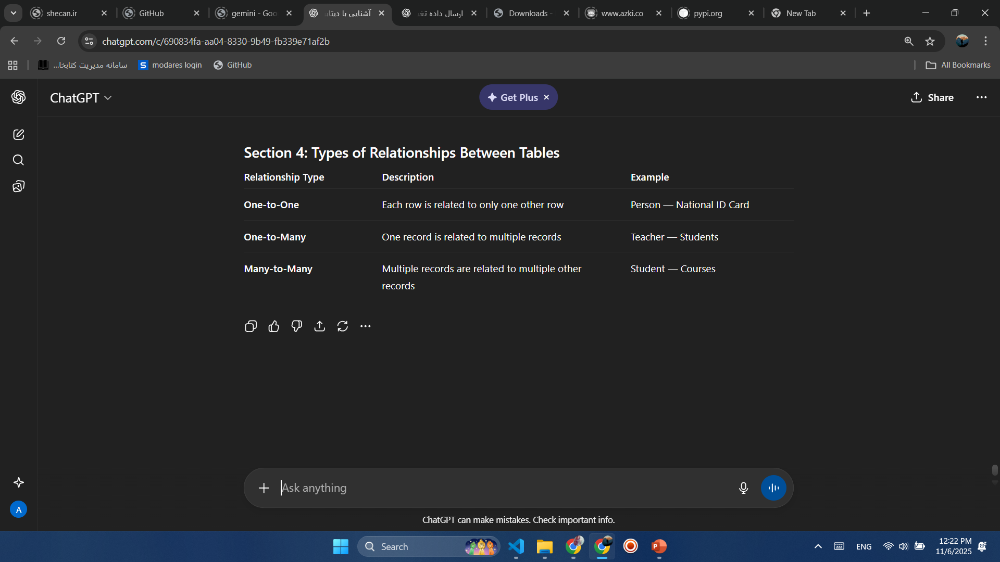 shecan.ir
GitHub
gemini - Goo
آشنایی با دیتابی
ارسال داده تغی
Downloads -
www.azki.co
pypi.org
New Tab
chatgpt.com/c/690834fa-aa04-8330-9b49-fb339e71af2b
سامانه مدیریت کتابخا...
S modares login
GitHub
All Bookmarks
ChatGPT
Get Plus
Share
Section 4: Types of Relationships Between Tables
Relationship Type Description Example
One-to-One Each row is related to only one other row Person — National ID Card
One-to-Many One record is related to multiple records Teacher — Students
Many-to-Many Multiple records are related to multiple other Student — Courses
records
Ask anything
A
ChatGPT can make mistakes. Check important info.
Search
P
ENG
12:22 PM
11/6/2025